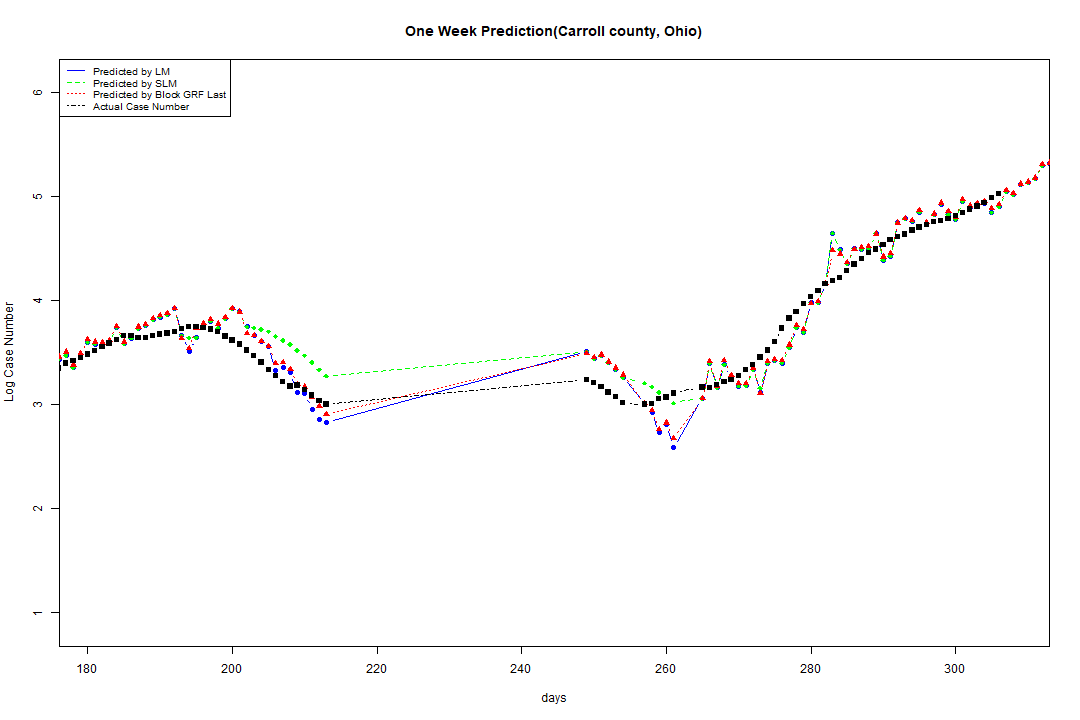 One Week Prediction(Carroll county, Ohio)
Predicted by LM
Predicted by SLM
Predicted by Block GRF Last
Actual Case Number
Log Case Number
6
5
4
3
2
1
180 200 220 240 260 280 300
days